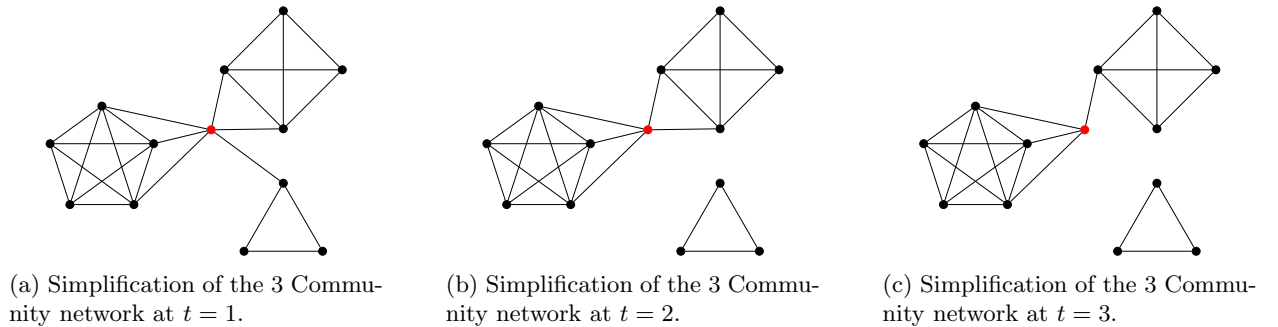 (a) Simplification of the 3 Commu-
nity network at t = 1.
(b) Simplification of the 3 Commu-
nity network at t = 2.
(c) Simplification of the 3 Commu-
nity network at t = 3.